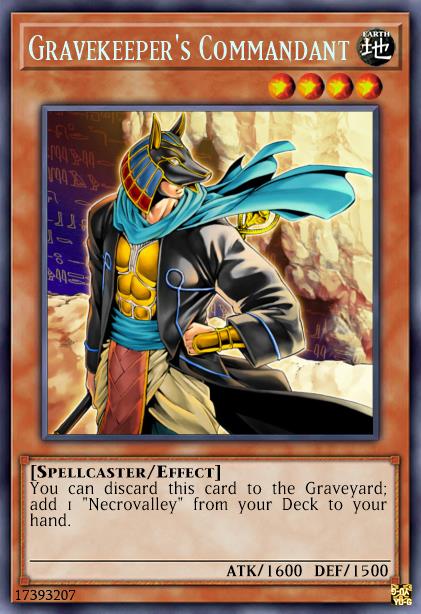 GRAVEKEEPER'S COMMANDANT
EARTH
地
[SPELLCASTER/EFFECT]
You can discard this card to the Graveyard;
add 1 "Necrovalley" from your Deck to your
hand.
ATK/1600 DEF/1500
17393207